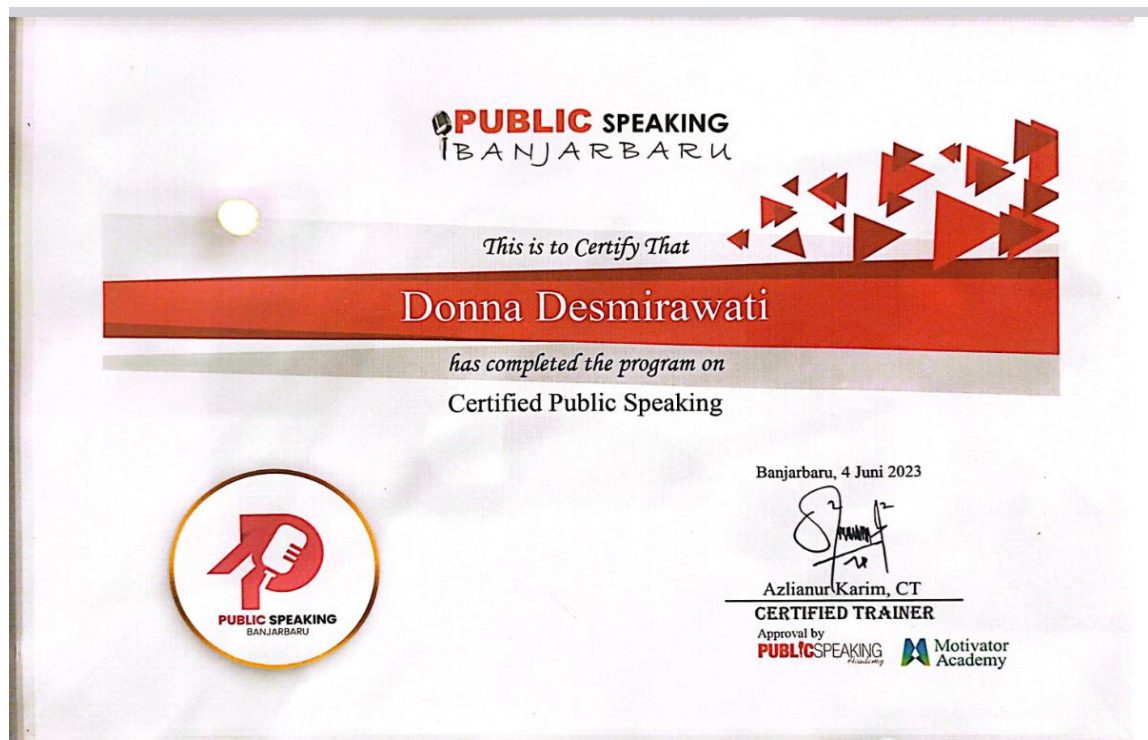 PUBLIC SPEAKING
BANJARBARU
This is to Certify That
Donna Desmirawati
has completed the program on
Certified Public Speaking
Banjarbaru, 4 Juni 2023
Azlianur Karim, CT
CERTIFIED TRAINER
Approval by
PUBLICSPEAKING
Academy
Motivator
Academy
PUBLIC SPEAKING
BANJARBARU